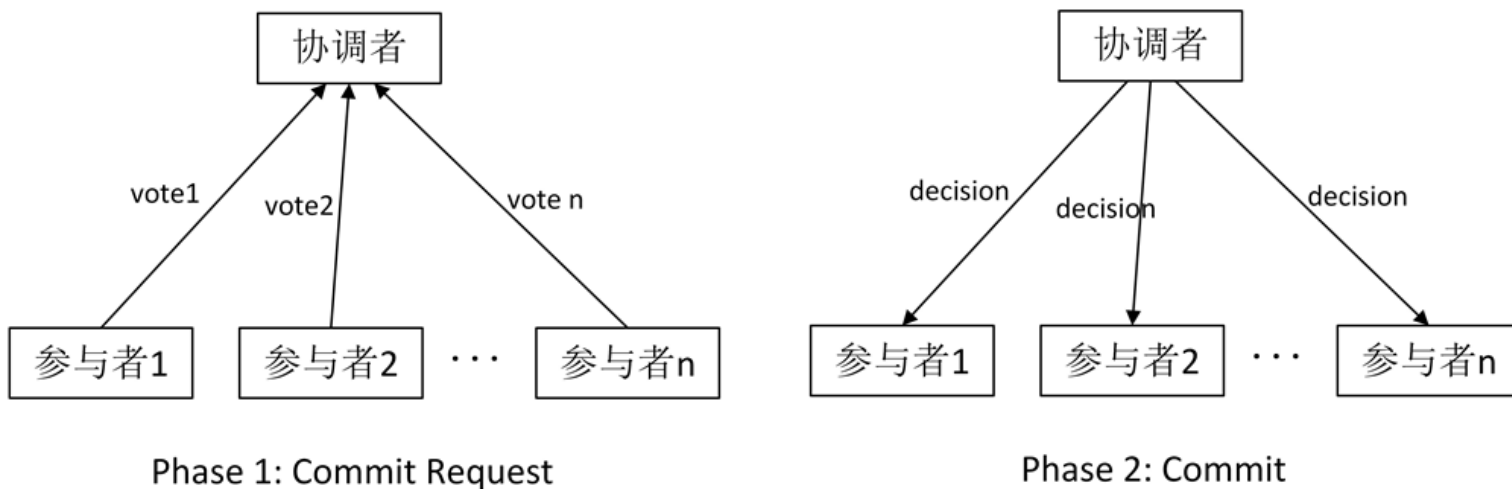 协调者
vote1
vote2
vote n
参与者1
参与者2
···
参与者n
Phase 1: Commit Request
协调者
decision
decision
decision
参与者1
参与者2
···
参与者n
Phase 2: Commit